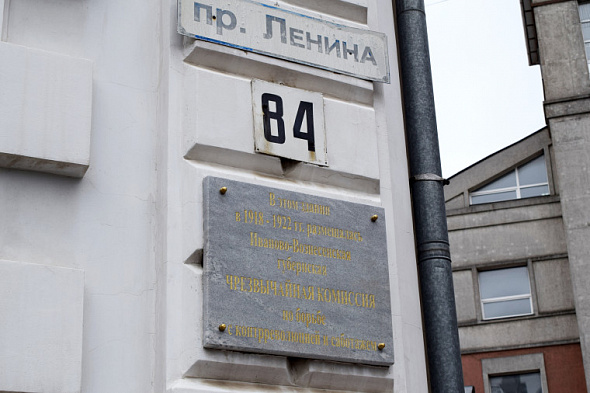 пр. Ленина
84
В этом здании
в 1918 - 1922 гг. размещалась
Иваново-Вознесенская
губернская
ЧРЕЗВЫЧАЙНАЯ КОМИССИЯ
по борьбе
с контрреволюцией и саботажем